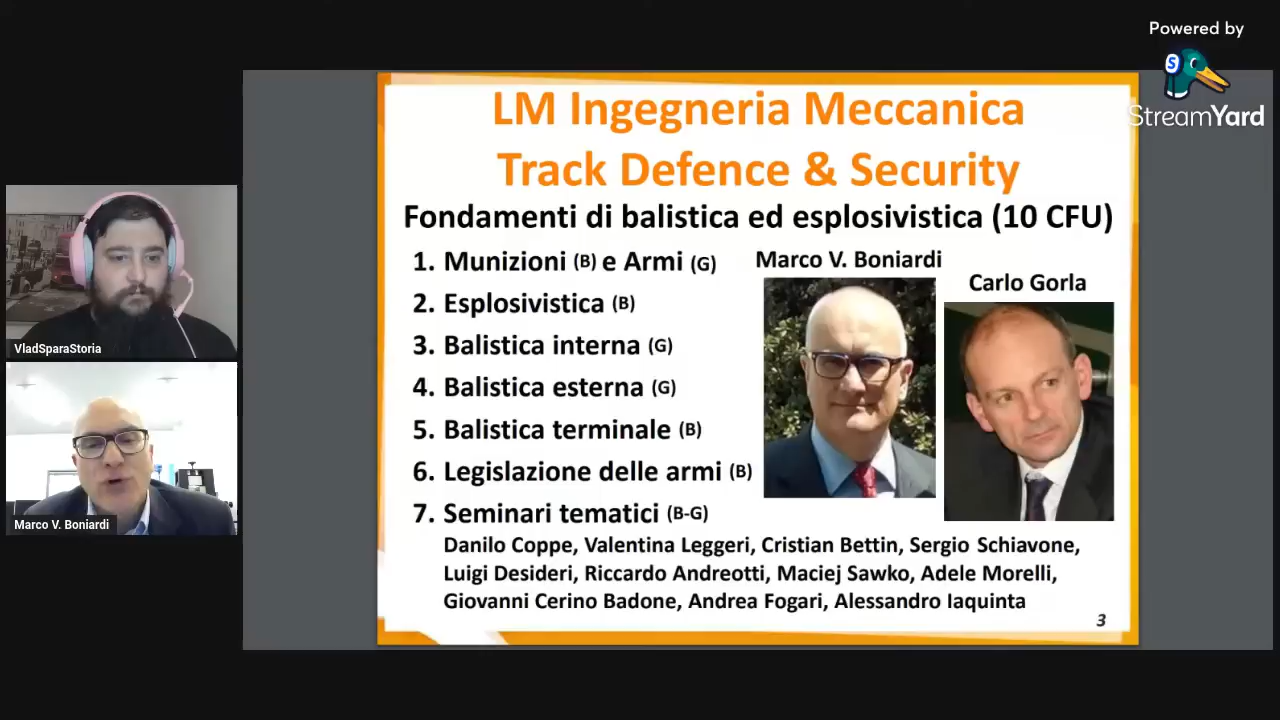 Powered by
StreamYard
LM Ingegneria Meccanica
Track Defence & Security
Fondamenti di balistica ed esplosivistica (10 CFU)
1. Munizioni (B) e Armi (G)
2. Esplosivistica (B)
3. Balistica interna (G)
4. Balistica esterna (G)
5. Balistica terminale (B)
6. Legislazione delle armi (B)
7. Seminari tematici (B-G)
Danilo Coppe, Valentina Leggeri, Cristian Bettin, Sergio Schiavone,
Luigi Desideri, Riccardo Andreotti, Maciej Sawko, Adele Morelli,
Giovanni Cerino Badone, Andrea Fogari, Alessandro Iaquinta
Marco V. Boniardi
Carlo Gorla
3
VladSparaStoria
Marco V. Boniardi